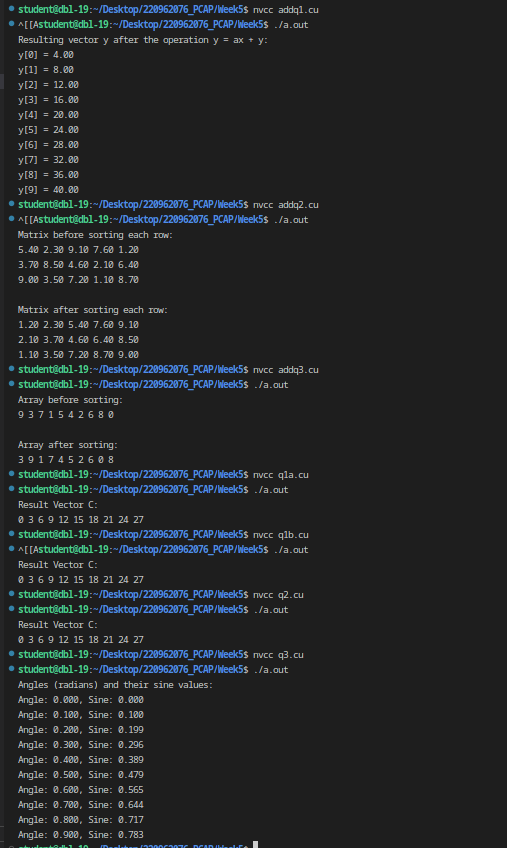 student@dbl-19:~/Desktop/220962076_PCAP/Week5$ nvcc addq1.cu
^[[Astudent@dbl-19:~/Desktop/220962076_PCAP/Week5$ ./a.out
Resulting vector y after the operation y = ax + y:
y[0] = 4.00
y[1] = 8.00
y[2] = 12.00
y[3] = 16.00
y[4] = 20.00
y[5] = 24.00
y[6] = 28.00
y[7] = 32.00
y[8] = 36.00
y[9] = 40.00
student@dbl-19:~/Desktop/220962076_PCAP/Week5$ nvcc addq2.cu
^[[Astudent@dbl-19:~/Desktop/220962076_PCAP/Week5$ ./a.out
Matrix before sorting each row:
5.40 2.30 9.10 7.60 1.20
3.70 8.50 4.60 2.10 6.40
9.00 3.50 7.20 1.10 8.70

Matrix after sorting each row:
1.20 2.30 5.40 7.60 9.10
2.10 3.70 4.60 6.40 8.50
1.10 3.50 7.20 8.70 9.00
student@dbl-19:~/Desktop/220962076_PCAP/Week5$ nvcc addq3.cu
student@dbl-19:~/Desktop/220962076_PCAP/Week5$ ./a.out
Array before sorting:
9 3 7 1 5 4 2 6 8 0

Array after sorting:
3 9 1 7 4 5 2 6 0 8
student@dbl-19:~/Desktop/220962076_PCAP/Week5$ nvcc q1a.cu
student@dbl-19:~/Desktop/220962076_PCAP/Week5$ ./a.out
Result Vector C:
0 3 6 9 12 15 18 21 24 27
student@dbl-19:~/Desktop/220962076_PCAP/Week5$ nvcc q1b.cu
^[[Astudent@dbl-19:~/Desktop/220962076_PCAP/Week5$ ./a.out
Result Vector C:
0 3 6 9 12 15 18 21 24 27
student@dbl-19:~/Desktop/220962076_PCAP/Week5$ nvcc q2.cu
student@dbl-19:~/Desktop/220962076_PCAP/Week5$ ./a.out
Result Vector C:
0 3 6 9 12 15 18 21 24 27
student@dbl-19:~/Desktop/220962076_PCAP/Week5$ nvcc q3.cu
student@dbl-19:~/Desktop/220962076_PCAP/Week5$ ./a.out
Angles (radians) and their sine values:
Angle: 0.000, Sine: 0.000
Angle: 0.100, Sine: 0.100
Angle: 0.200, Sine: 0.199
Angle: 0.300, Sine: 0.296
Angle: 0.400, Sine: 0.389
Angle: 0.500, Sine: 0.479
Angle: 0.600, Sine: 0.565
Angle: 0.700, Sine: 0.644
Angle: 0.800, Sine: 0.717
Angle: 0.900, Sine: 0.783
student@dbl-19:~/Desktop/220962076_PCAP/Week5$